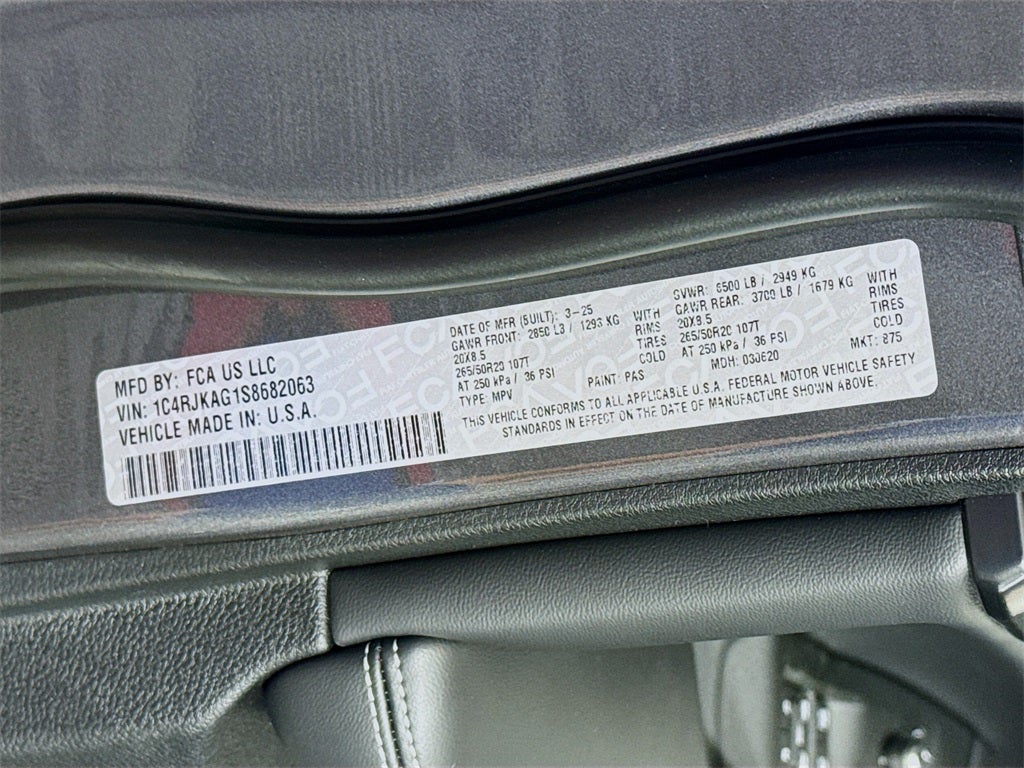 MFD BY: FCA US LLC
VIN: 1C4RJKAG1S8682063
VEHICLE MADE IN: U.S.A.
DATE OF MFR (BUILT): 3-25
GAWR FRONT: 2850 LB / 1293 KG WITH
20X8.5 RIMS
265/50R20 107T TIRES
AT 250 kPa / 36 PSI COLD
TYPE: MPV PAINT: PAS
GVWR: 6500 LB / 2949 KG
GAWR REAR: 3700 LB / 1679 KG WITH
20X8.5 RIMS
265/50R20 107T TIRES
AT 250 kPa / 36 PSI COLD
MDH: 030620 MKT: 875
THIS VEHICLE CONFORMS TO ALL APPLICABLE U.S.A. FEDERAL MOTOR VEHICLE SAFETY
STANDARDS IN EFFECT ON THE DATE OF MANUFACTURE SHOWN ABOVE.